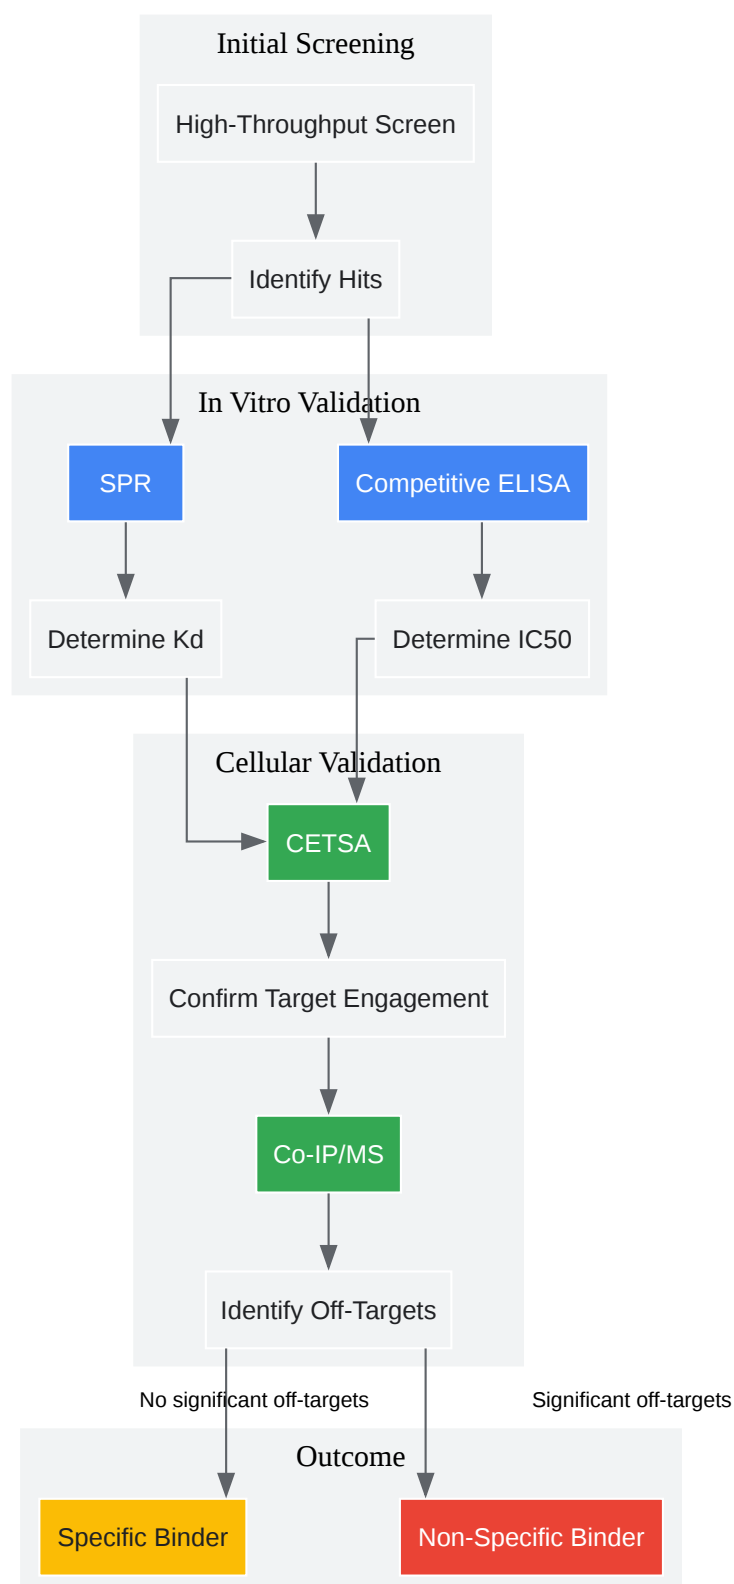 Initial Screening
High-Throughput Screen
Identify Hits
In Vitro Validation
SPR
Competitive ELISA
Determine Kd
Determine IC50
Cellular Validation
CETSA
Confirm Target Engagement
Co-IP/MS
Identify Off-Targets
No significant off-targets
Significant off-targets
Outcome
Specific Binder
Non-Specific Binder